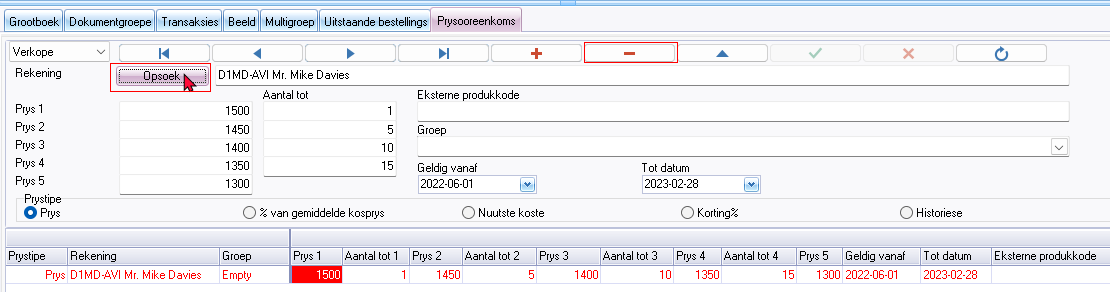 Grootboek Dokumentgroepe Transaksies Beeld Multigroep Uitstaande bestellings Prysooreenkoms
Verkope
Rekening Opsoek D1MD-AVI Mr. Mike Davies
Aantal tot Eksterne produkkode
Prys 1 1500 1
Prys 2 1450 5 Groep
Prys 3 1400 10
Prys 4 1350 15 Geldig vanaf Tot datum
Prys 5 1300 2022-06-01 2023-02-28
Prystipe
Prys % van gemiddelde kosprys Nuutste koste Korting% Historiese
Prystipe Rekening Groep Prys 1 Aantal tot 1 Prys 2 Aantal tot 2 Prys 3 Aantal tot 3 Prys 4 Aantal tot 4 Prys 5 Geldig vanaf Tot datum Eksterne produkkode
Prys D1MD-AVI Mr. Mike Davies Empty 1500 1 1450 5 1400 10 1350 15 1300 2022-06-01 2023-02-28